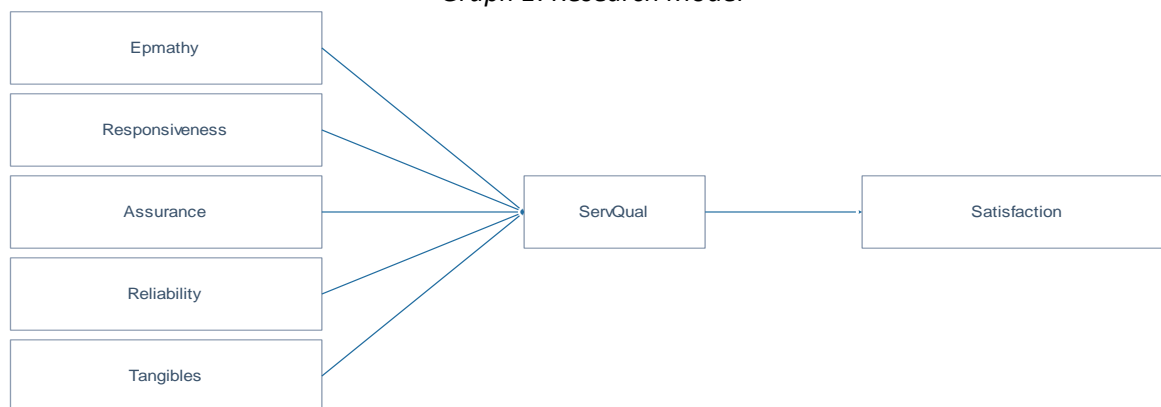 Epmathy
Responsiveness
Assurance
ServQual
Satisfaction
Reliability
Tangibles